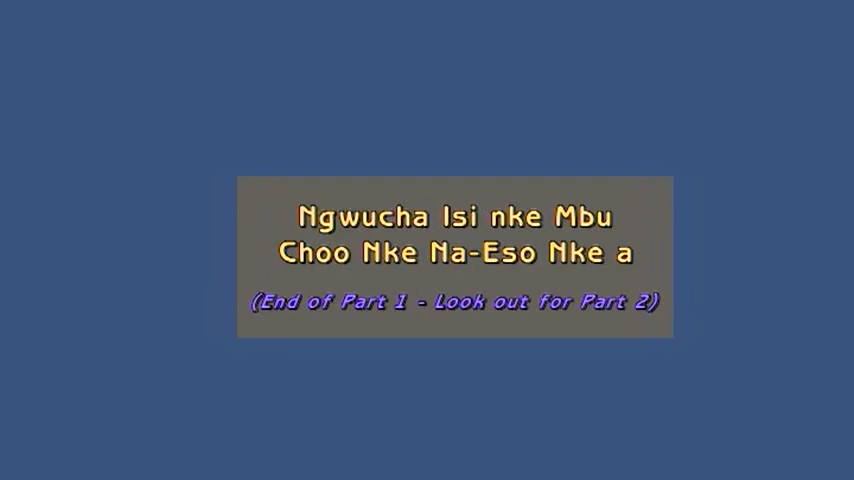 Ngwucha Isi nke Mbu
Choo Nke Na-Eso Nke a
(End of Part 1 - Look out for Part 2)